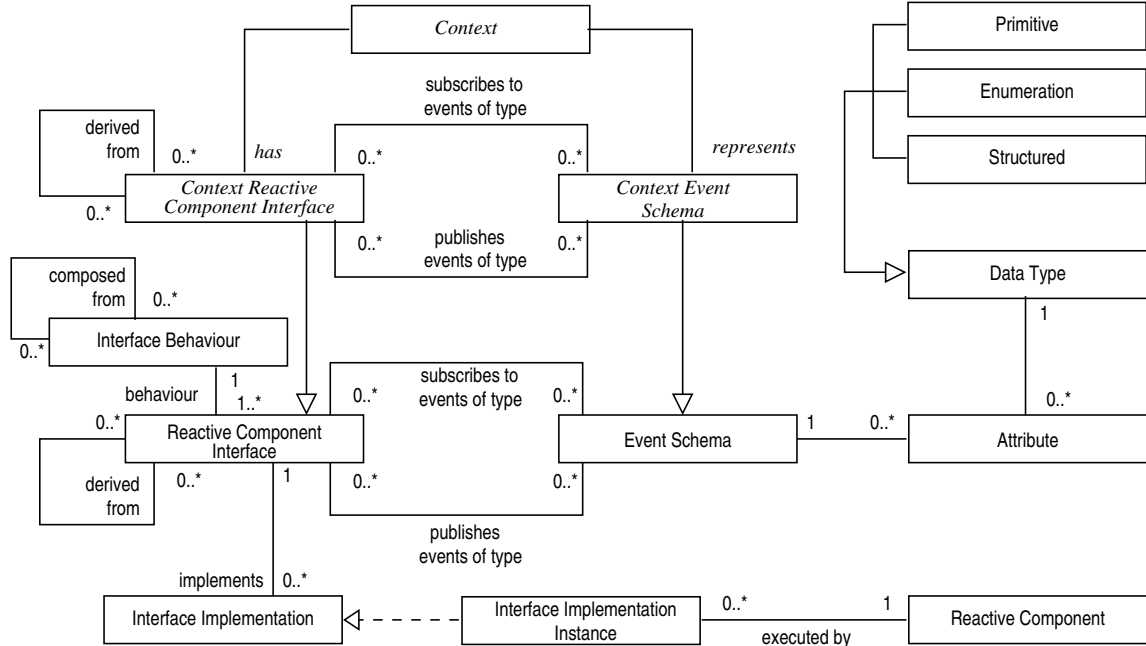 Context
Primitive
subscribes to
events of type
Enumeration
derived
from
0..*
has
0..*
0..*
represents
Structured
0..*
Context Reactive
Component Interface
Context Event
Schema
0..*
publishes
events of type
0..*
composed
from
0..*
Data Type
0..*
Interface Behaviour
1
behaviour
1
1..*
0..*
subscribes to
events of type
0..*
0..*
0..*
Reactive Component
Interface
Event Schema
1
0..*
Attribute
derived
from
0..*
1
0..*
0..*
publishes
events of type
implements
0..*
Interface Implementation
Interface Implementation
Instance
0..*
1
executed by
Reactive Component